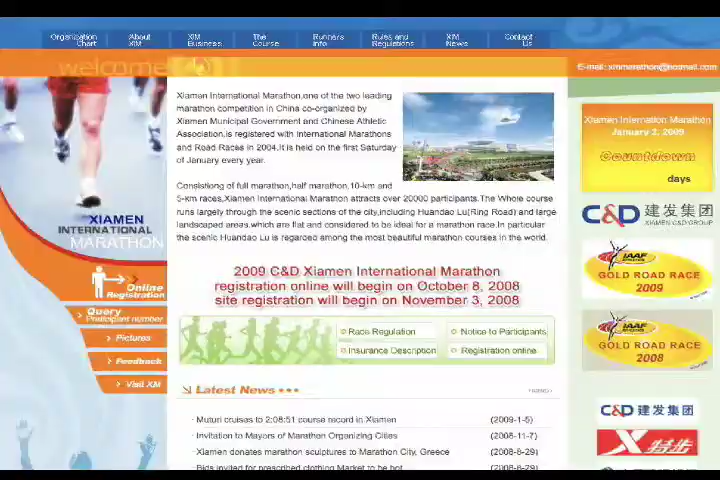 Organization Chart
About XIM
XIM Business
The Course
Runners Info
Rules and Regulations
XIM News
Contact Us
welcome
E-mail: ximmarathon@hotmail.com
Xiamen International Marathon,one of the two leading
marathon competition in China co-organized by
Xiamen Municipal Government and Chinese Athletic
Association,is registered with International Marathons
and Road Races in 2004.It is held on the first Saturday
of January every year.
Consistiong of full marathon,half marathon,10-km and
5-km races,Xiamen International Marathon attracts over 20000 participants.The Whole course
runs largely through the scenic sections of the city,including Huandao Lu(Ring Road) and large
landscaped areas,which are flat and considered to be ideal for a marathon race.In particular
the scenic Huandao Lu is regarded among the most beautiful marathon courses in the world.
XIAMEN
INTERNATIONAL
MARATHON
Online
Registration
Query
Participant number
Pictures
Feedback
Visit XM
2009 C&D Xiamen International Marathon
registration online will begin on October 8, 2008
site registration will begin on November 3, 2008
Race Regulation
Notice to Participants
Insurance Description
Registration online
Latest News
· Muturi cruises to 2:08:51 course record in Xiamen (2009-1-5)
· Invitation to Mayors of Marathon Organizing Cities (2008-11-7)
· Xiamen donates marathon sculptures to Marathon City, Greece (2008-8-29)
· Bids invited for prescribed clothing Market to be hot (2008-8-29)
Xiamen Internation Marathon
January 3, 2009
Countdown
days
C&D 建发集团
XIAMEN C&D GROUP
IAAF
GOLD ROAD RACE
2009
IAAF
GOLD ROAD RACE
2008
C&D 建发集团
特步